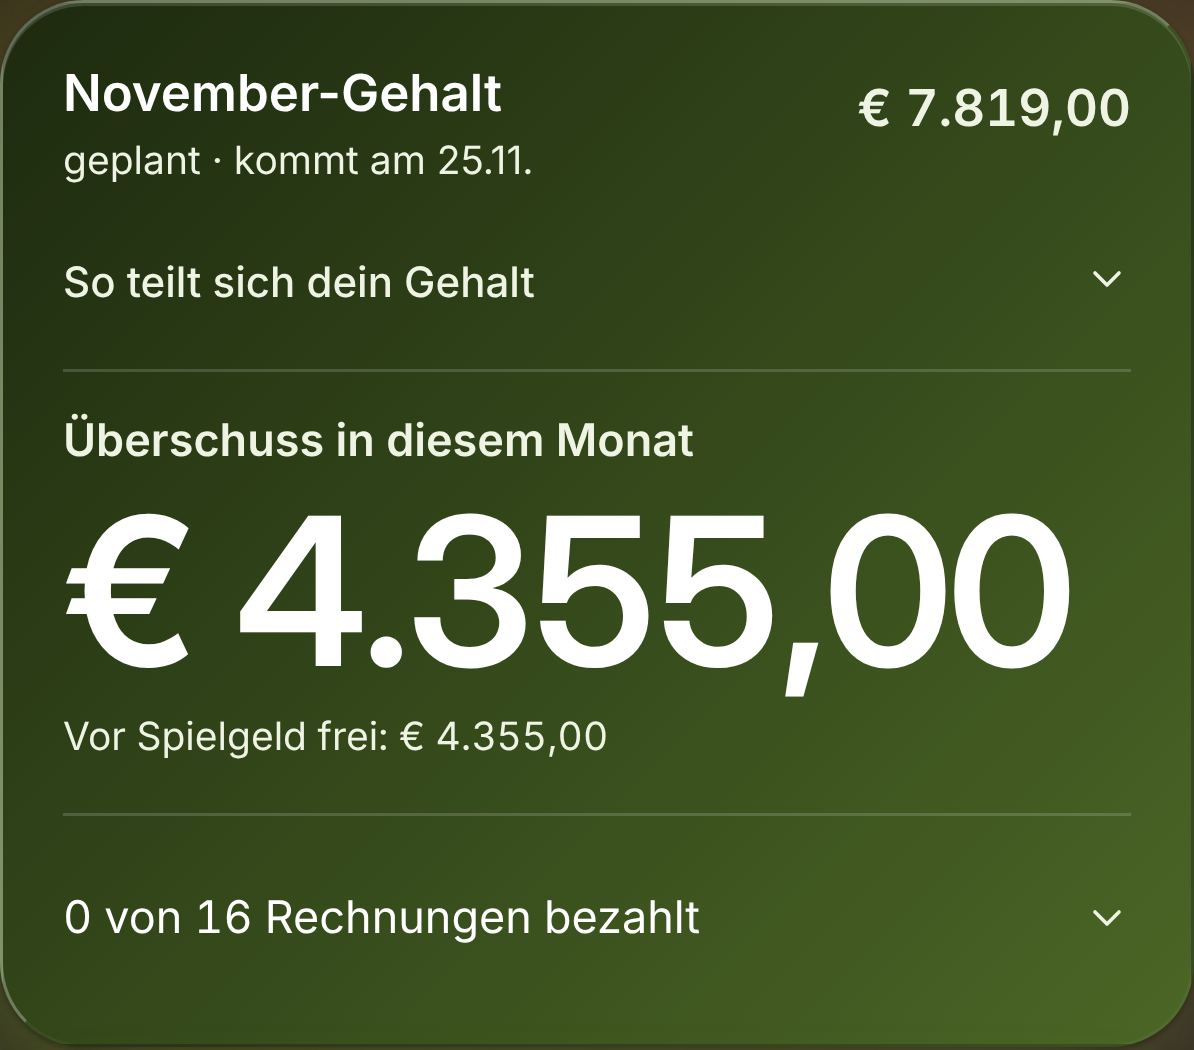 November-Gehalt
€ 7.819,00
geplant · kommt am 25.11.
So teilt sich dein Gehalt
Überschuss in diesem Monat
€ 4.355,00
Vor Spielgeld frei: € 4.355,00
0 von 16 Rechnungen bezahlt